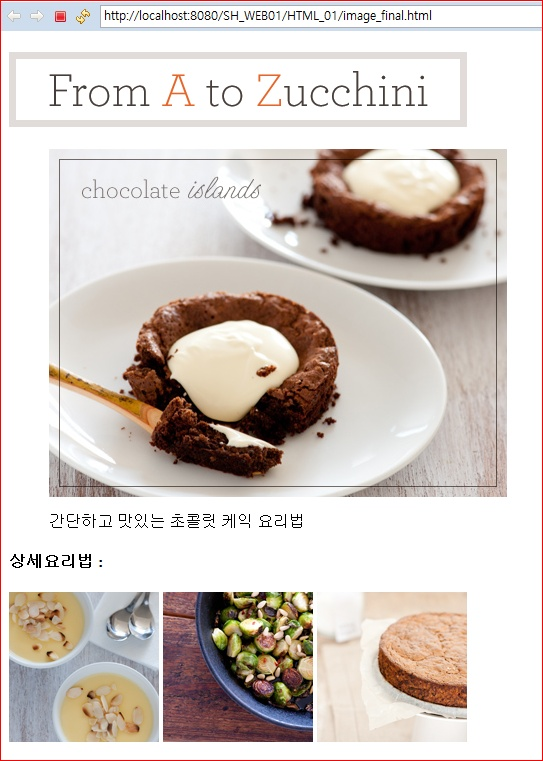 http://localhost:8080/SH_WEB01/HTML_01/image_final.html
From A to Zucchini
chocolate islands
간단하고 맛있는 초콜릿 케익 요리법
상세요리법 :